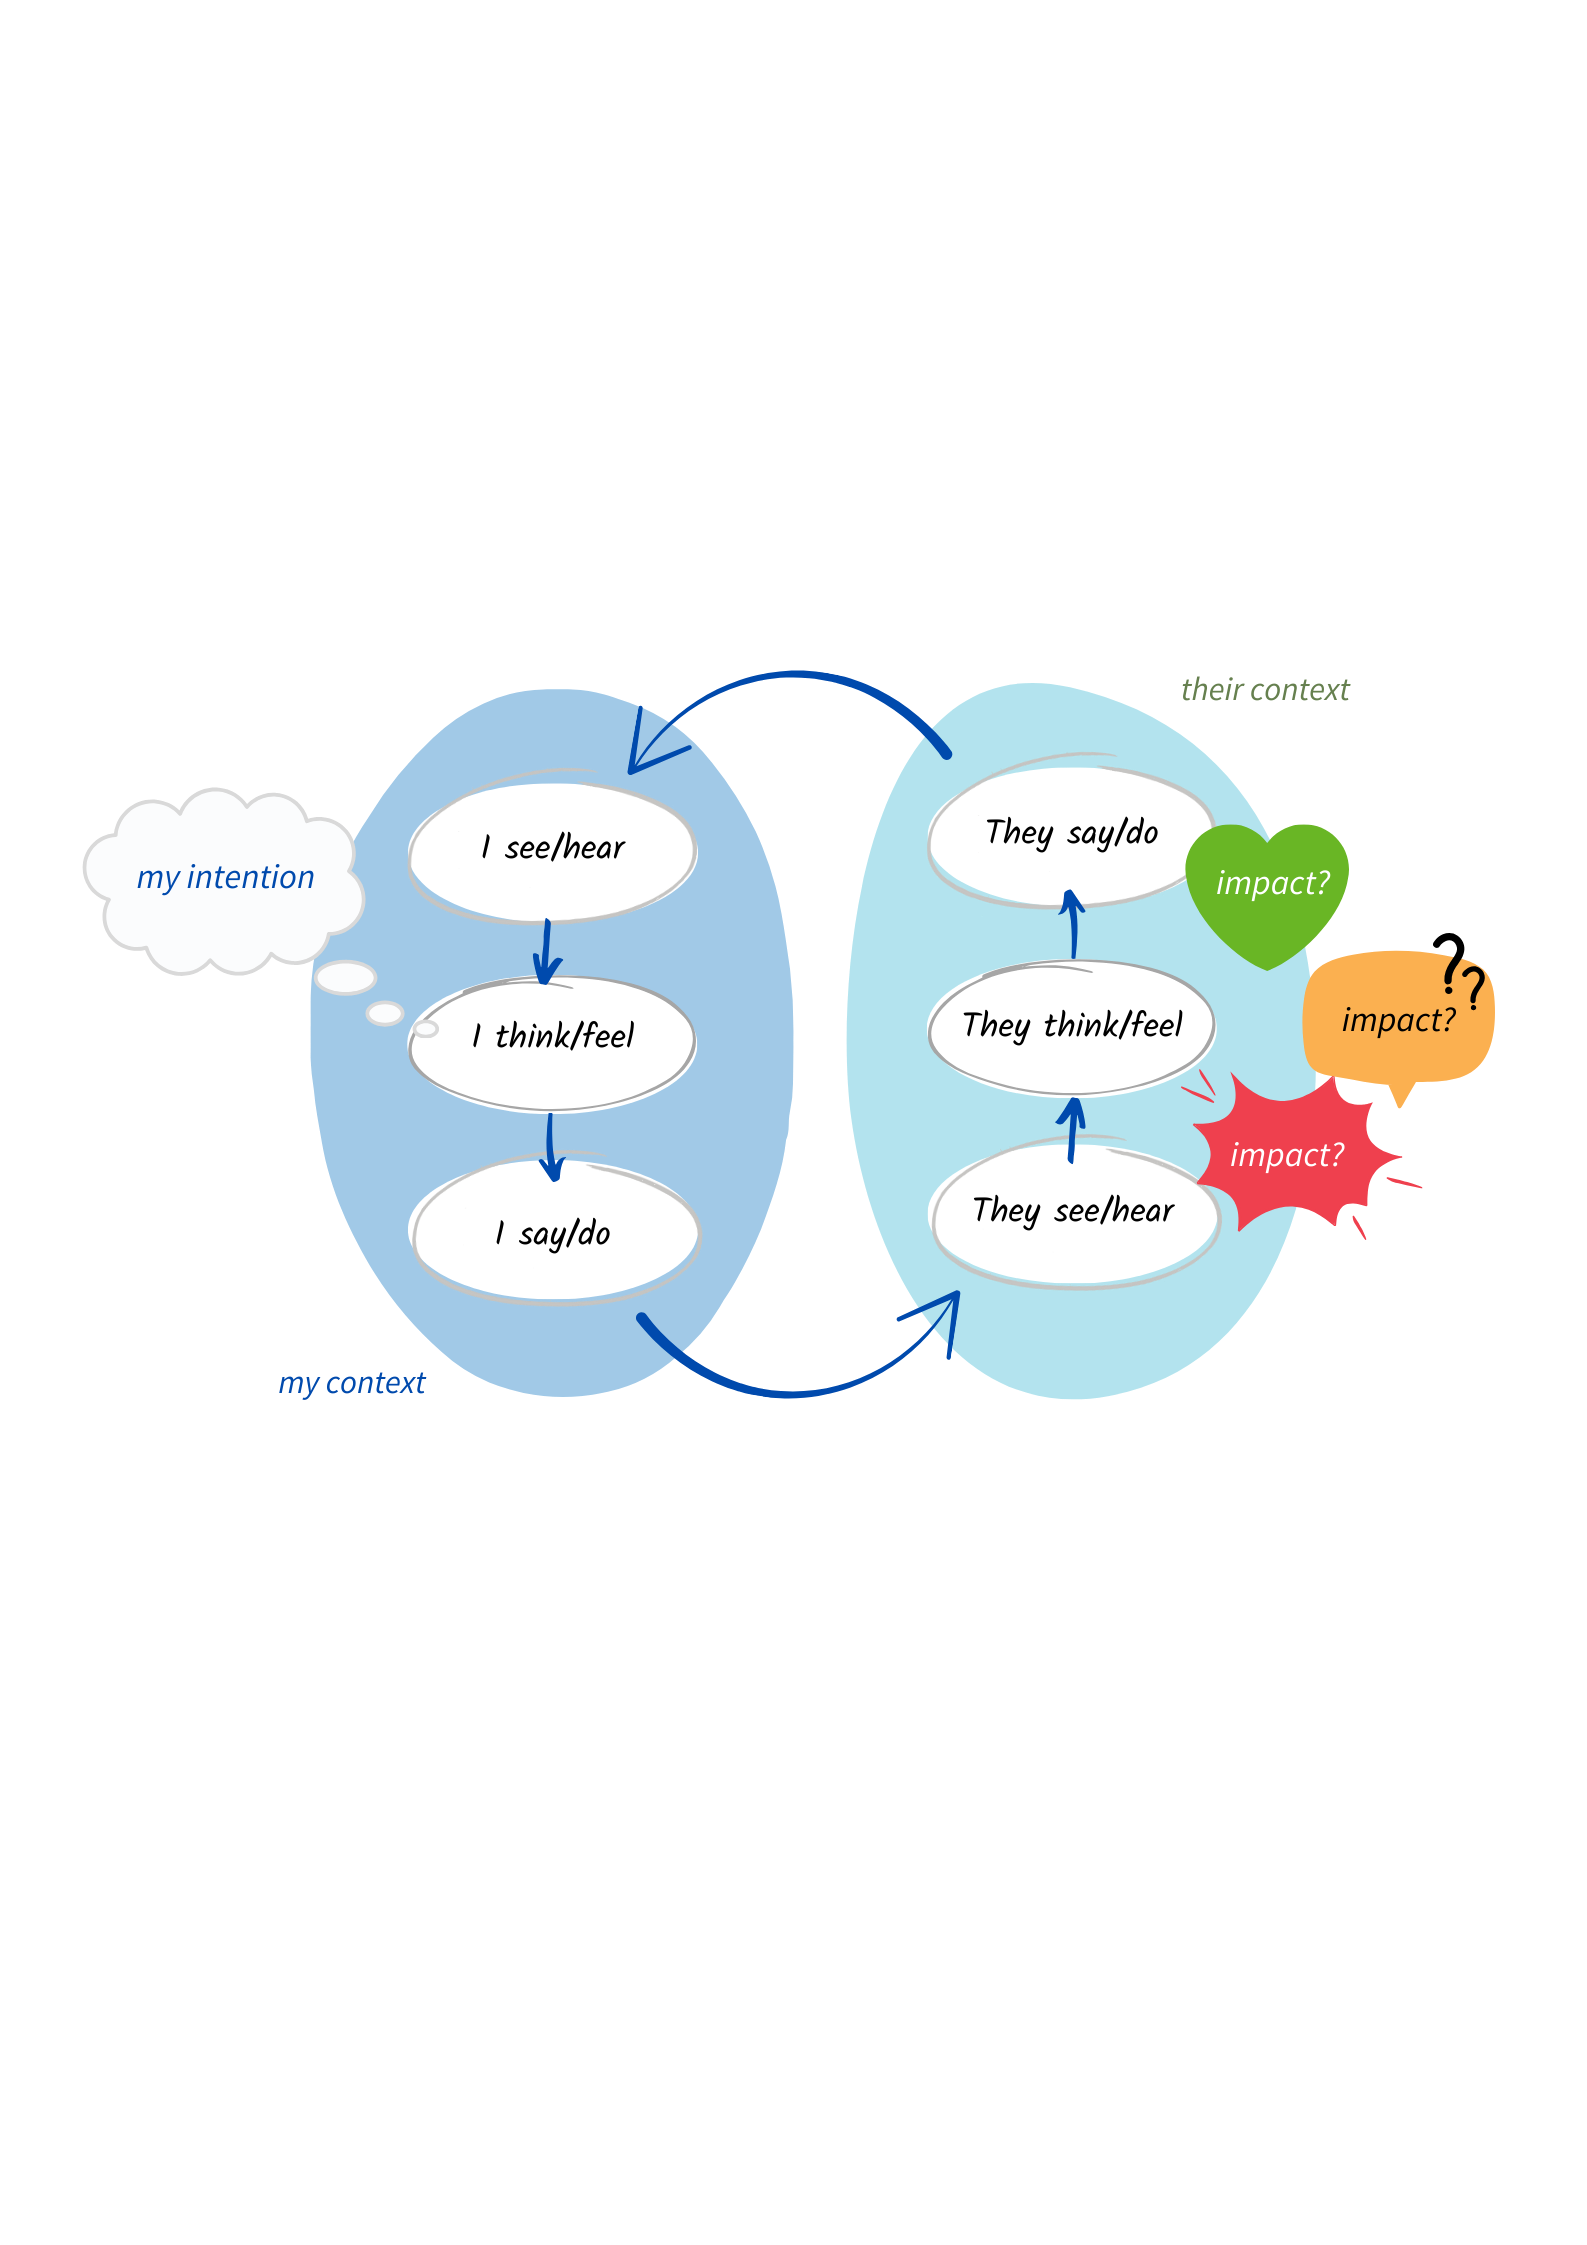 their context
I see/hear
They say/do
my intention
impact?
??
impact?
I think/feel
They think/feel
impact?
I say/do
They see/hear
my context